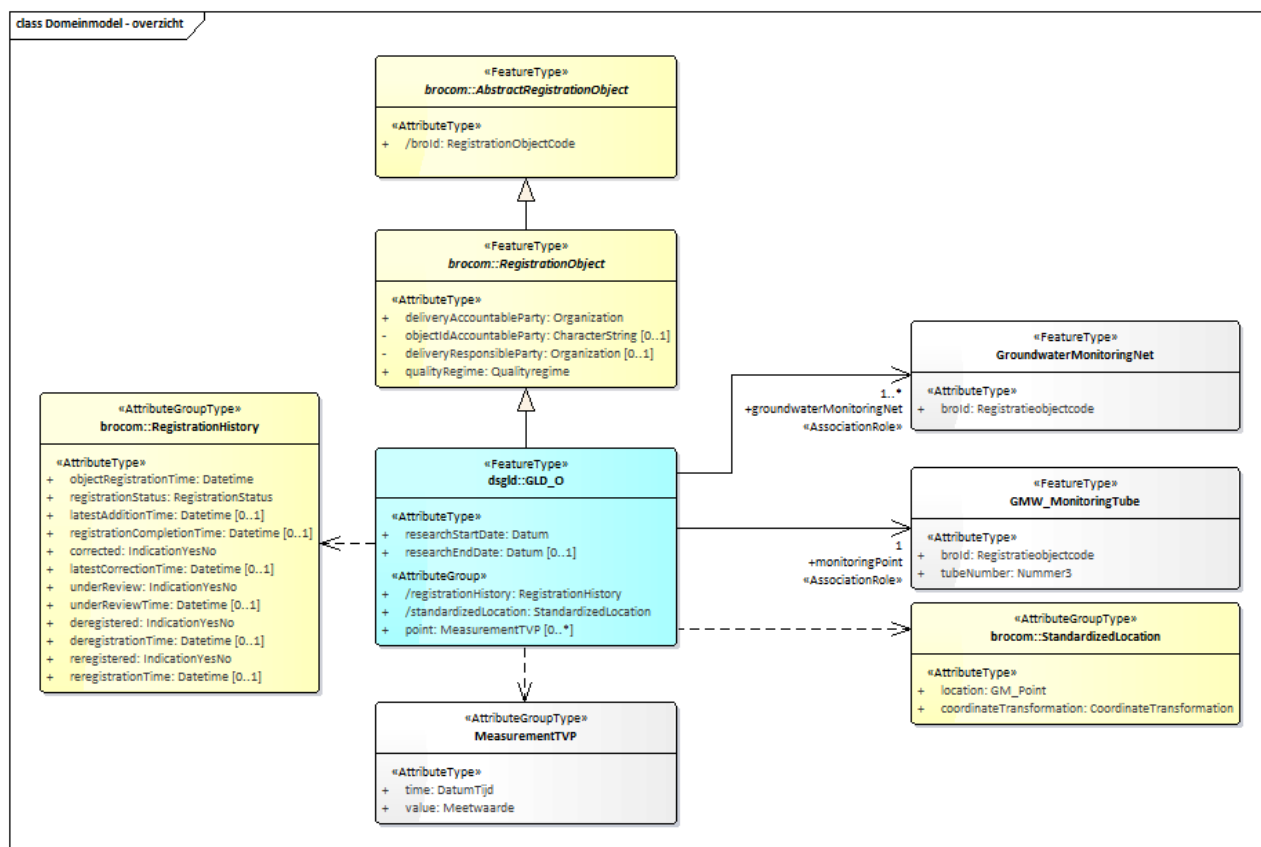 class Domeinmodel - overzicht
«FeatureType»
brocom::AbstractRegistrationObject
«AttributeType»
+ /broId: RegistrationObjectCode
«FeatureType»
brocom::RegistrationObject
«AttributeType»
+ deliveryAccountableParty: Organization
- objectIdAccountableParty: CharacterString [0..1]
- deliveryResponsibleParty: Organization [0..1]
+ qualityRegime: Qualityregime
«FeatureType»
GroundwaterMonitoringNet
«AttributeType»
+ broId: Registratieobjectcode
1..*
+groundwaterMonitoringNet
«AssociationRole»
«AttributeGroupType»
brocom::RegistrationHistory
«AttributeType»
+ objectRegistrationTime: Datetime
+ registrationStatus: RegistrationStatus
+ latestAdditionTime: Datetime [0..1]
+ registrationCompletionTime: Datetime [0..1]
+ corrected: IndicationYesNo
+ latestCorrectionTime: Datetime [0..1]
+ underReview: IndicationYesNo
+ underReviewTime: Datetime [0..1]
+ deregistered: IndicationYesNo
+ deregistrationTime: Datetime [0..1]
+ reregistered: IndicationYesNo
+ reregistrationTime: Datetime [0..1]
«FeatureType»
dsgld::GLD_O
«AttributeType»
+ researchStartDate: Datum
+ researchEndDate: Datum [0..1]
«AttributeGroup»
+ /registrationHistory: RegistrationHistory
+ /standardizedLocation: StandardizedLocation
+ point: MeasurementTVP [0..*]
«FeatureType»
GMW_MonitoringTube
«AttributeType»
+ broId: Registratieobjectcode
+ tubeNumber: Nummer3
1
+monitoringPoint
«AssociationRole»
«AttributeGroupType»
brocom::StandardizedLocation
«AttributeType»
+ location: GM_Point
+ coordinateTransformation: CoordinateTransformation
«AttributeGroupType»
MeasurementTVP
«AttributeType»
+ time: DatumTijd
+ value: Meetwaarde